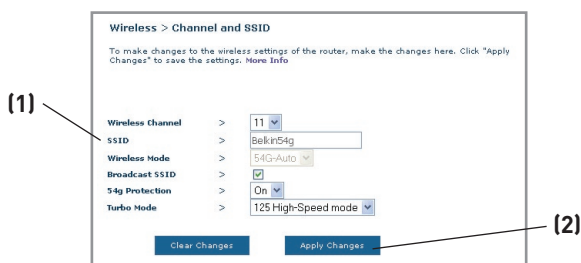 Wireless > Channel and SSID
To make changes to the wireless settings of the router, make the changes here. Click "Apply
Changes" to save the settings. More Info
(1)
Wireless Channel > 11
SSID > Belkin54g
Wireless Mode > 54G-Auto
Broadcast SSID >
54g Protection > On
Turbo Mode > 125 High-Speed mode
(2)
Clear Changes Apply Changes